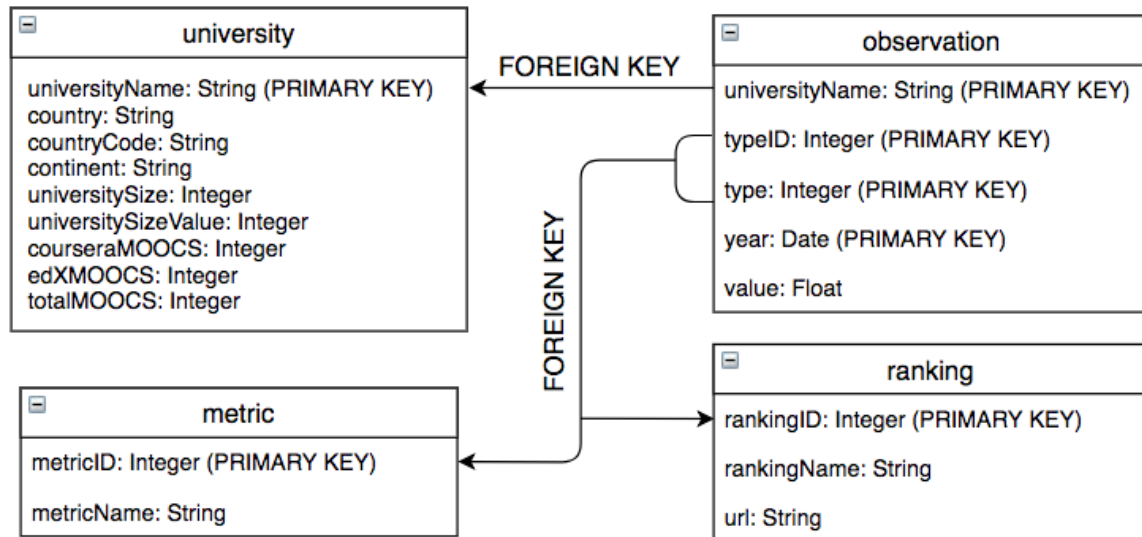 university
universityName: String (PRIMARY KEY)
country: String
countryCode: String
continent: String
universitySize: Integer
universitySizeValue: Integer
courseraMOOCS: Integer
edXMOOCS: Integer
totalMOOCS: Integer
FOREIGN KEY
observation
universityName: String (PRIMARY KEY)
typeID: Integer (PRIMARY KEY)
type: Integer (PRIMARY KEY)
year: Date (PRIMARY KEY)
value: Float
FOREIGN KEY
metric
metricID: Integer (PRIMARY KEY)
metricName: String
ranking
rankingID: Integer (PRIMARY KEY)
rankingName: String
url: String